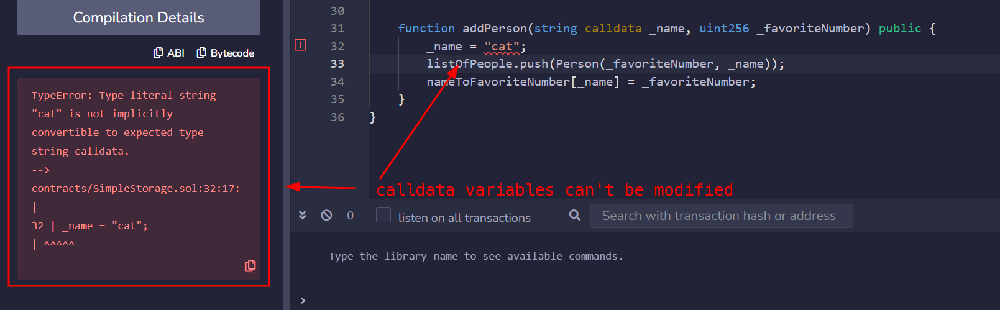 Compilation Details
ABI Bytecode
TypeError: Type literal_string
"cat" is not implicitly
convertible to expected type
string calldata.
-->
contracts/SimpleStorage.sol:32:17:
|
32 | _name = "cat";
| ^^^^^
30
31 function addPerson(string calldata _name, uint256 _favoriteNumber) public {
32 _name = "cat";
33 listOfPeople.push(Person(_favoriteNumber, _name));
34 nameToFavoriteNumber[_name] = _favoriteNumber;
35 }
36 }
calldata variables can't be modified
0 listen on all transactions Search with transaction hash or address
Type the library name to see available commands.
>